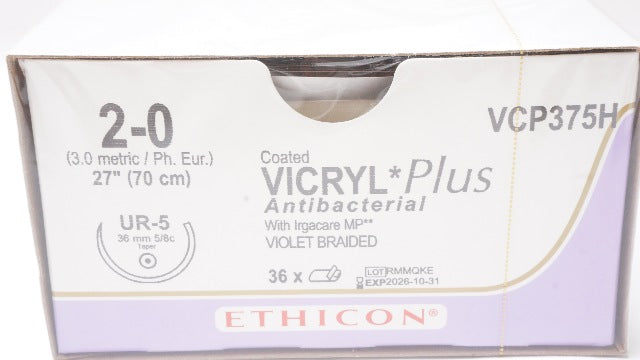 2-0
(3.0 metric / Ph. Eur.)
27" (70 cm)
UR-5
36 mm 5/8c
Taper
Coated
VICRYL* Plus
Antibacterial
With Irgacare MP**
VIOLET BRAIDED
36 x
LOT RMMQKE
EXP 2026-10-31
VCP375H
ETHICON®